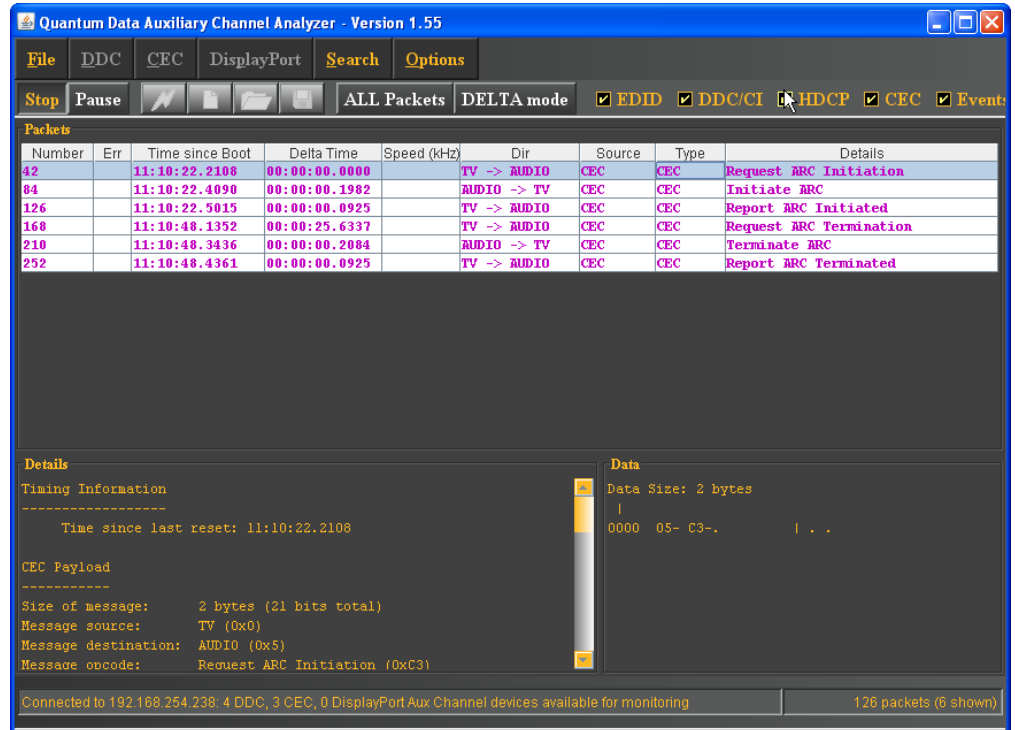 Quantum Data Auxiliary Channel Analyzer - Version 1.55
File DDC CEC DisplayPort Search Options
Stop Pause ALL Packets DELTA mode EDID DDC/CI HDCP CEC Events
Packets
Number Err Time since Boot Delta Time Speed (kHz) Dir Source Type Details
42 11:10:22.2108 00:00:00.0000 TV -> AUDIO CEC CEC Request ARC Initiation
84 11:10:22.4090 00:00:00.1982 AUDIO -> TV CEC CEC Initiate ARC
126 11:10:22.5015 00:00:00.0925 TV -> AUDIO CEC CEC Report ARC Initiated
168 11:10:48.1352 00:00:25.6337 TV -> AUDIO CEC CEC Request ARC Termination
210 11:10:48.3436 00:00:00.2084 AUDIO -> TV CEC CEC Terminate ARC
252 11:10:48.4361 00:00:00.0925 TV -> AUDIO CEC CEC Report ARC Terminated
Details
Timing Information
------------------
Time since last reset: 11:10:22.2108
CEC Payload
-----------
Size of message: 2 bytes (21 bits total)
Message source: TV (0x0)
Message destination: AUDIO (0x5)
Message opcode: Request ARC Initiation (0xC3)
Data
Data Size: 2 bytes
|
0000 05- C3-. | . .
Connected to 192.168.254.238: 4 DDC, 3 CEC, 0 DisplayPort Aux Channel devices available for monitoring
126 packets (6 shown)